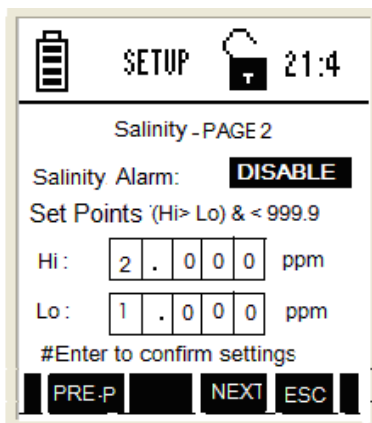 SETUP 21:4
Salinity - PAGE 2
Salinity Alarm: DISABLE
Set Points (Hi> Lo) & < 999.9
Hi : 2 . 0 0 0 ppm
Lo : 1 . 0 0 0 ppm
#Enter to confirm settings
PRE-P NEXT ESC